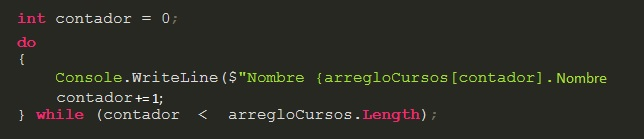 int contador = 0;
do
{
Console.WriteLine($"Nombre {arregloCursos[contador].Nombre
contador+=1;
} while (contador < arregloCursos.Length);